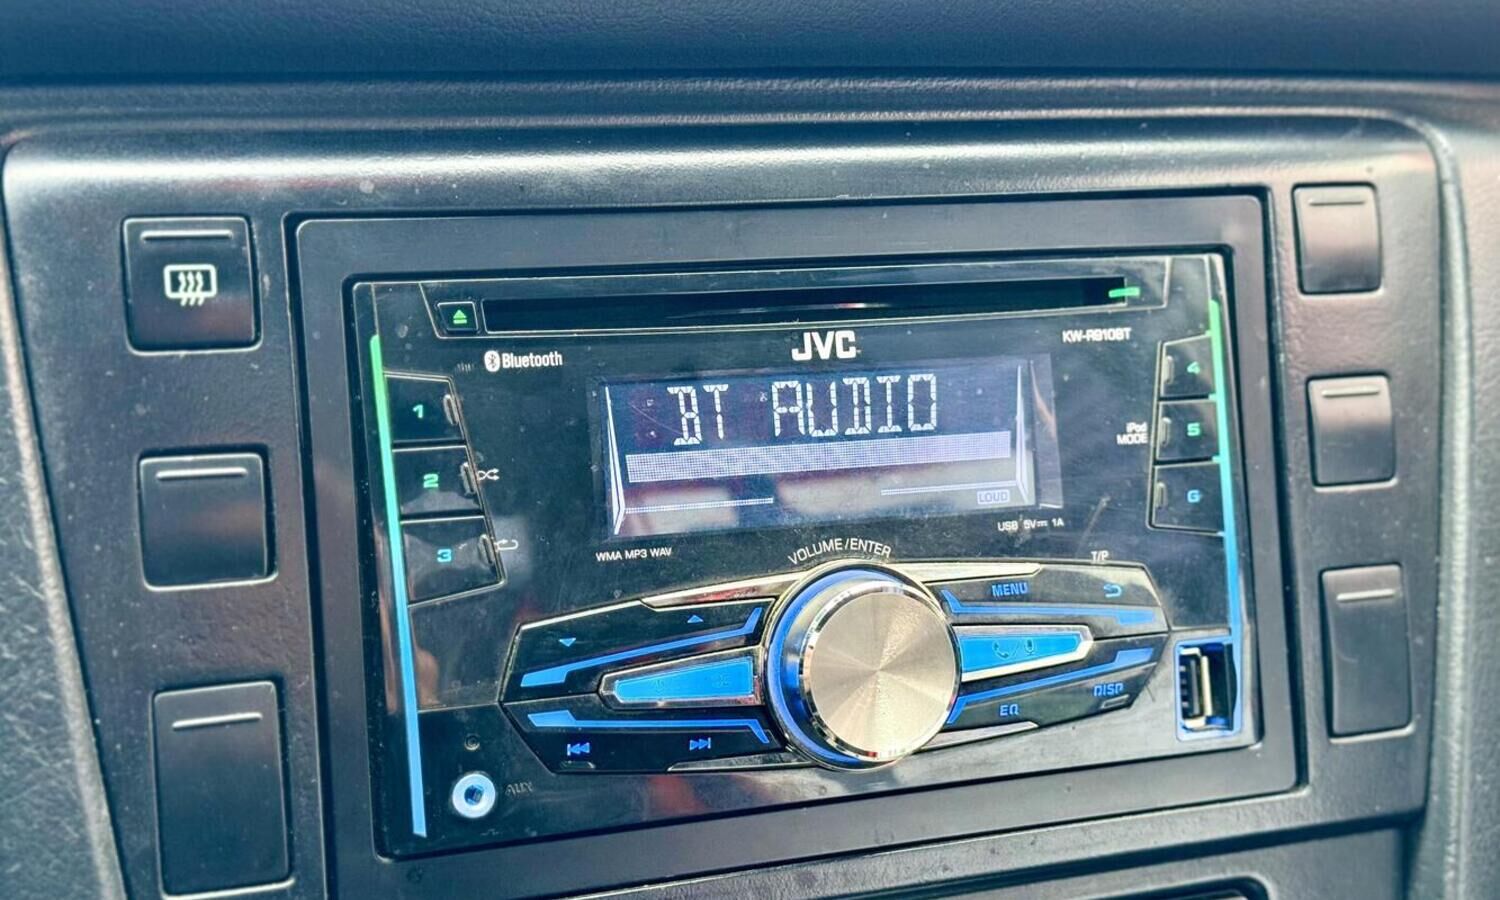 JVC
KW-R910BT
Bluetooth
BT AUDIO
LOUD
1
2
3
4
iPod
MODE
5
6
WMA MP3 WAV
USB 5V⎓ 1A
VOLUME/ENTER
T/P
MENU
DISP
EQ
AUX